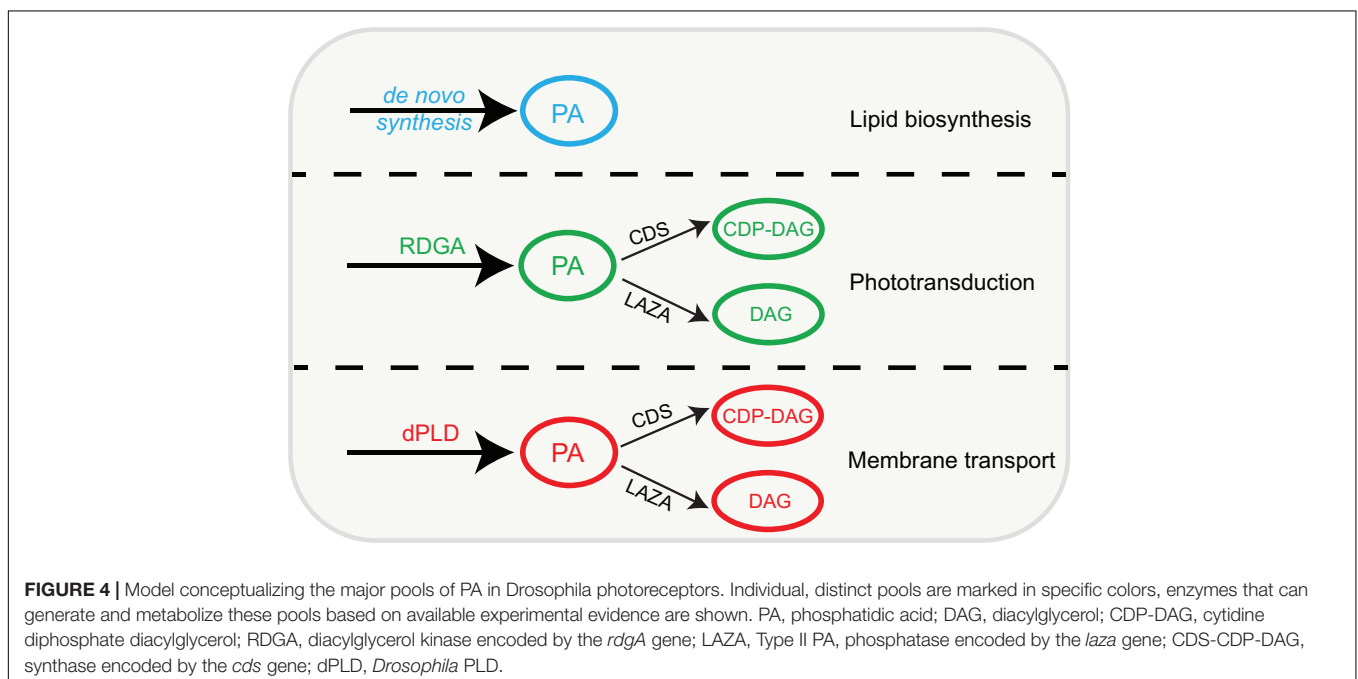 de novo
synthesis
PA
Lipid biosynthesis
RDGA
PA
CDS
CDP-DAG
LAZA
DAG
Phototransduction
dPLD
PA
CDS
CDP-DAG
LAZA
DAG
Membrane transport
FIGURE 4 | Model conceptualizing the major pools of PA in Drosophila photoreceptors. Individual, distinct pools are marked in specific colors, enzymes that can
generate and metabolize these pools based on available experimental evidence are shown. PA, phosphatidic acid; DAG, diacylglycerol; CDP-DAG, cytidine
diphosphate diacylglycerol; RDGA, diacylglycerol kinase encoded by the rdgA gene; LAZA, Type II PA, phosphatase encoded by the laza gene; CDS-CDP-DAG,
synthase encoded by the cds gene; dPLD, Drosophila PLD.